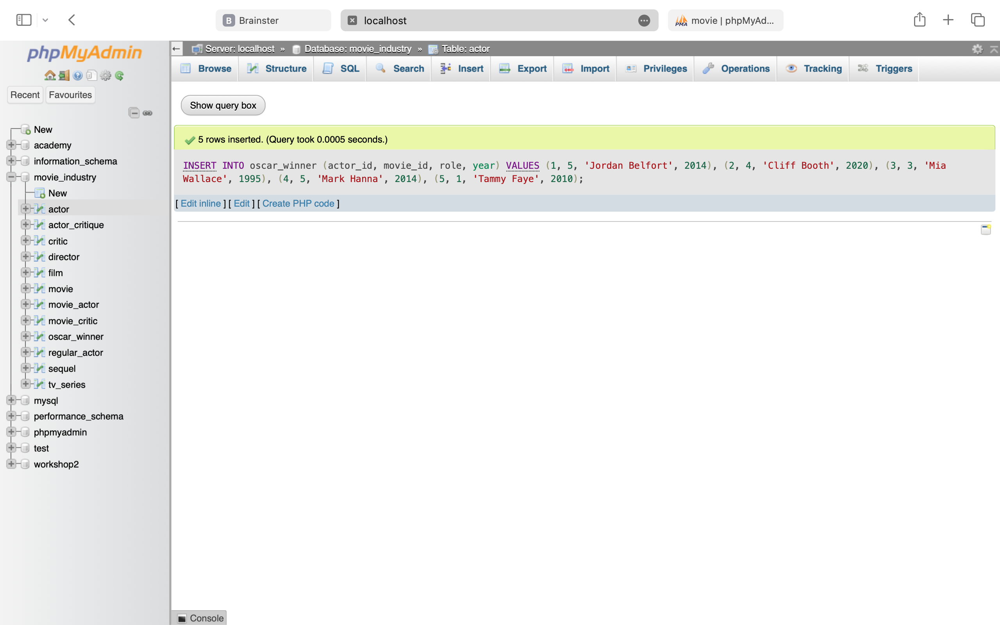 B Brainster
localhost
PMA movie | phpMyAd...
phpMyAdmin
Recent Favourites
New
academy
information_schema
movie_industry
New
actor
actor_critique
critic
director
film
movie
movie_actor
movie_critic
oscar_winner
regular_actor
sequel
tv_series
mysql
performance_schema
phpmyadmin
test
workshop2
Server: localhost » Database: movie_industry » Table: actor
Browse Structure SQL Search Insert Export Import Privileges Operations Tracking Triggers
Show query box
5 rows inserted. (Query took 0.0005 seconds.)
INSERT INTO oscar_winner (actor_id, movie_id, role, year) VALUES (1, 5, 'Jordan Belfort', 2014), (2, 4, 'Cliff Booth', 2020), (3, 3, 'Mia
Wallace', 1995), (4, 5, 'Mark Hanna', 2014), (5, 1, 'Tammy Faye', 2010);
[ Edit inline ] [ Edit ] [ Create PHP code ]
Console